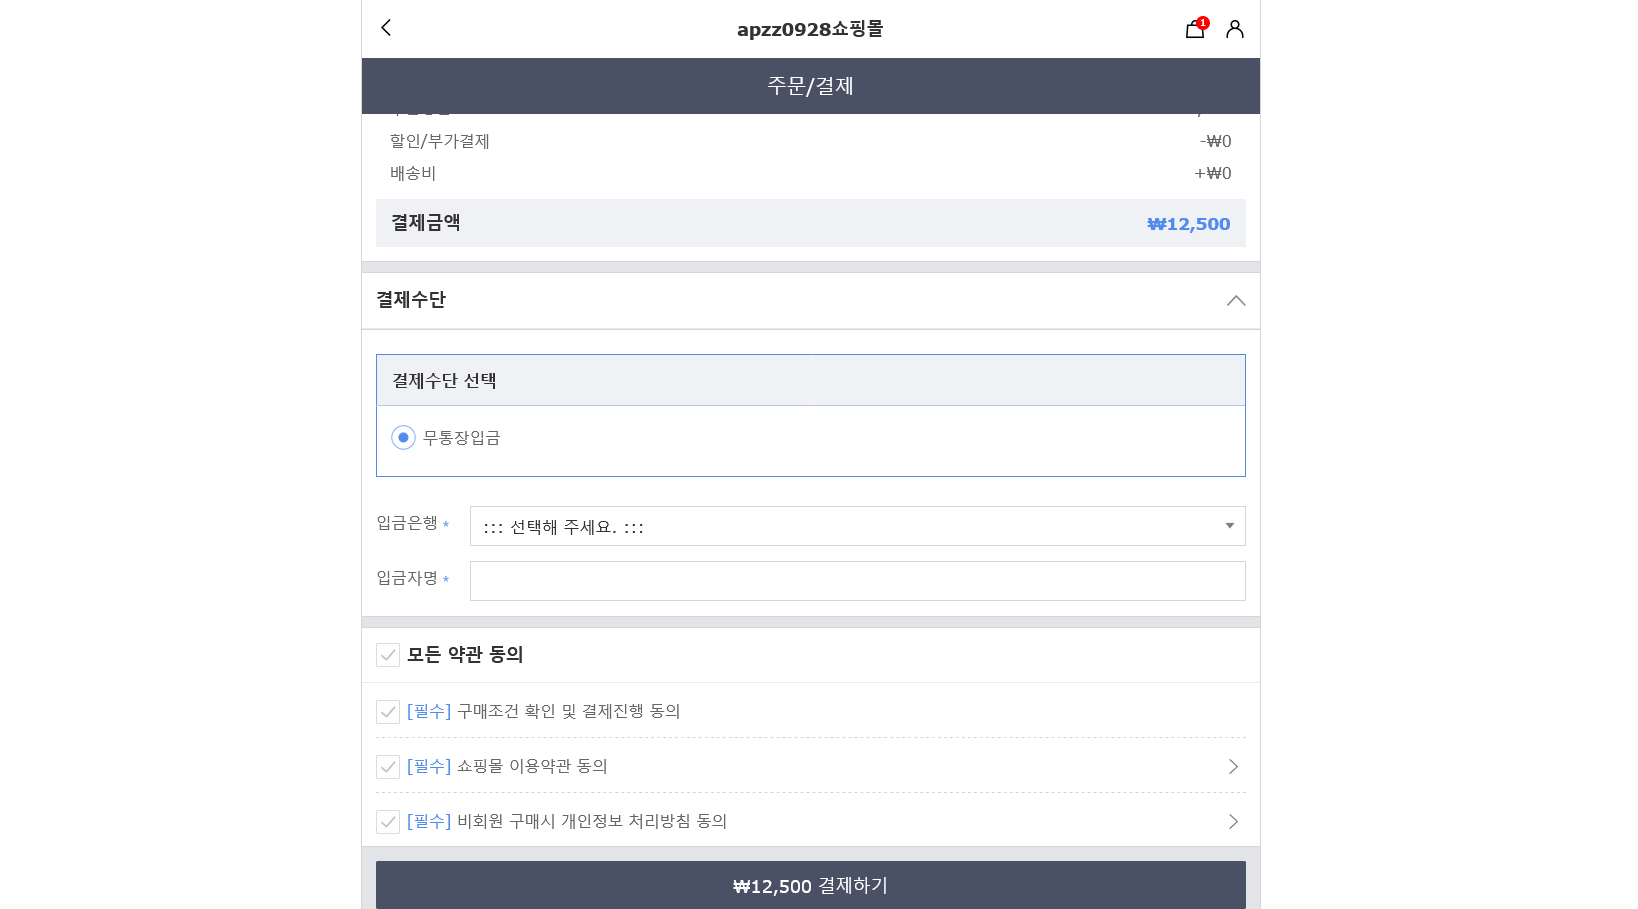 apzz0928쇼핑몰
1
주문/결제
할인/부가결제 -₩0
배송비 +₩0
결제금액 ₩12,500
결제수단
결제수단 선택
무통장입금
입금은행 *
::: 선택해 주세요. :::
입금자명 *
모든 약관 동의
[필수] 구매조건 확인 및 결제진행 동의
[필수] 쇼핑몰 이용약관 동의
[필수] 비회원 구매시 개인정보 처리방침 동의
₩12,500 결제하기